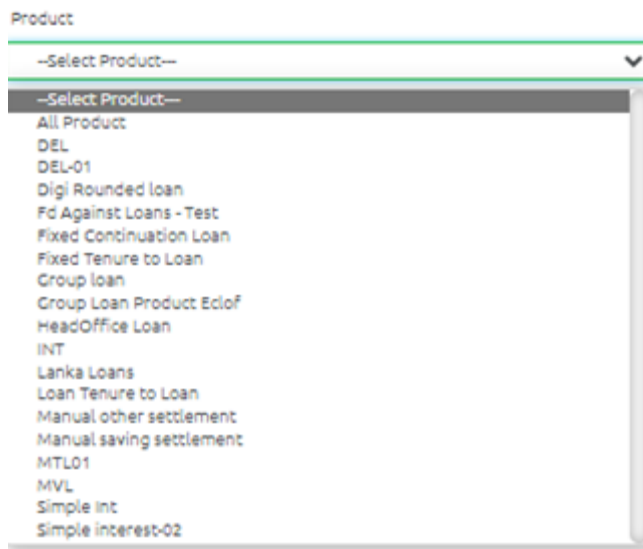 Product
--Select Product---
--Select Product---
All Product
DEL
DEL-01
Digi Rounded loan
Fd Against Loans - Test
Fixed Continuation Loan
Fixed Tenure to Loan
Group loan
Group Loan Product Eclof
HeadOffice Loan
INT
Lanka Loans
Loan Tenure to Loan
Manual other settlement
Manual saving settlement
MTL01
MVL
Simple Int
Simple interest-02